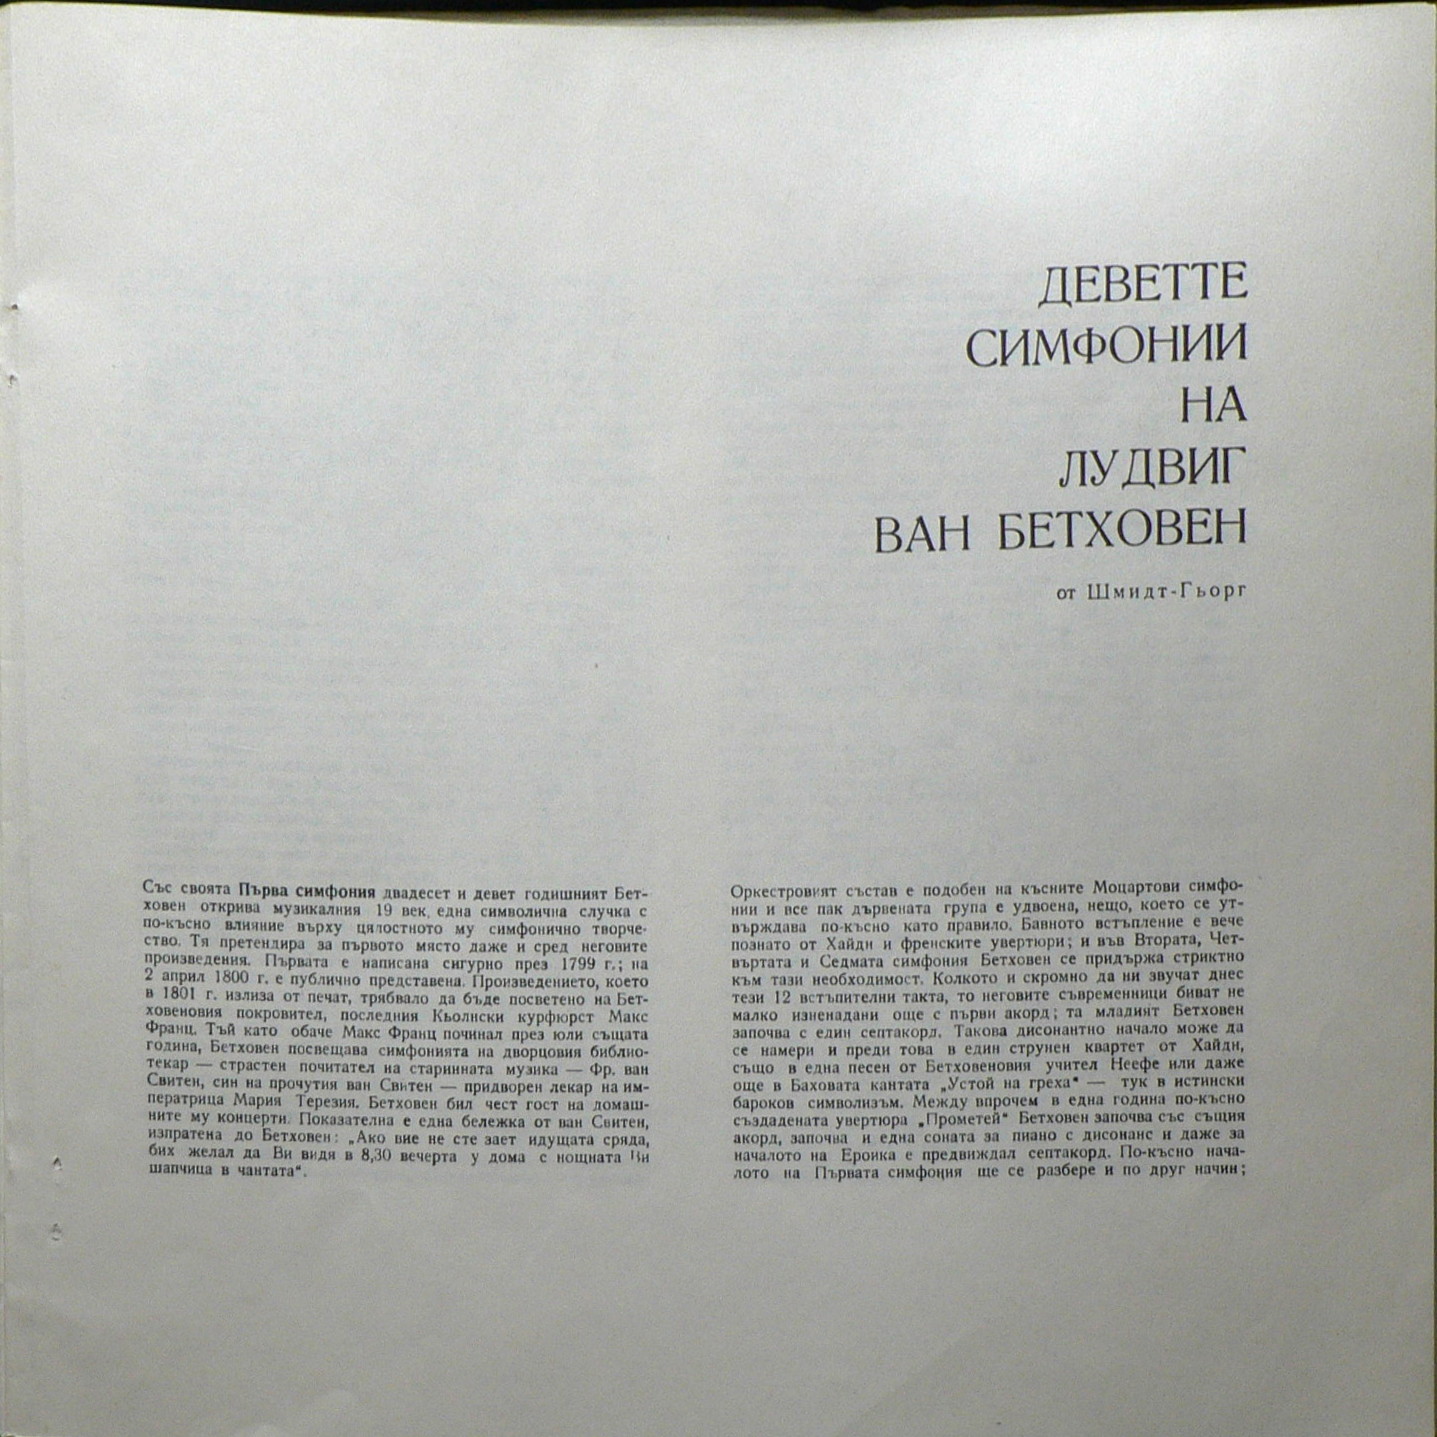 ДЕВЕТТЕ
СИМФОНИИ
НА
ЛУДВИГ
ВАН БЕТХОВЕН
от Шмидт-Гьорг
Със своята Първа симфония двадесет и девет годишният Бет-
ховен открива музикалния 19 век, една символична случка с
по-късно влияние върху цялостното му симфонично творче-
ство. Тя претендира за първото място даже и сред неговите
произведения. Първата е написана сигурно през 1799 г.; на
2 април 1800 г. е публично представена. Произведението, което
в 1801 г. излиза от печат, трябвало да бъде посветено на Бет-
ховеновия покровител, последния Кьолнски курфюрст Макс
Франц. Тъй като обаче Макс Франц починал през юли същата
година, Бетховен посвещава симфонията на дворцовия библио-
текар — страстен почитател на старинната музика — Фр. ван
Свитен, син на прочутия ван Свитен — придворен лекар на им-
ператрица Мария Терезия. Бетховен бил чест гост на домаш-
ните му концерти. Показателна е една бележка от ван Свитен,
изпратена до Бетховен: „Ако вие не сте зает идущата сряда,
бих желал да Ви видя в 8,30 вечерта у дома с нощната Ви
шапчица в чантата“.
Оркестровият състав е подобен на късните Моцартови симфо-
нии и все пак дървената група е удвоена, нещо, което се ут-
върждава по-късно като правило. Бавното встъпление е вече
познато от Хайдн и френските увертюри; и във Втората, Чет-
въртата и Седмата симфония Бетховен се придържа стриктно
към тази необходимост. Колкото и скромно да ни звучат днес
тези 12 встъпителни такта, то неговите съвременници биват не
малко изненадани още с първи акорд; та младият Бетховен
започва с един септакорд. Такова дисонантно начало може да
се намери и преди това в един струнен квартет от Хайдн,
също в една песен от Бетховеновия учител Неефе или даже
още в Баховата кантата „Устой на греха“ — тук в истински
бароков символизъм. Между впрочем в една година по-късно
създадената увертюра „Прометей“ Бетховен започва със същия
акорд, започва и една соната за пиано с дисонанс и даже за
началото на Ероика е предвиждал септакорд. По-късно нача-
лото на Първата симфония ще се разбере и по друг начин;